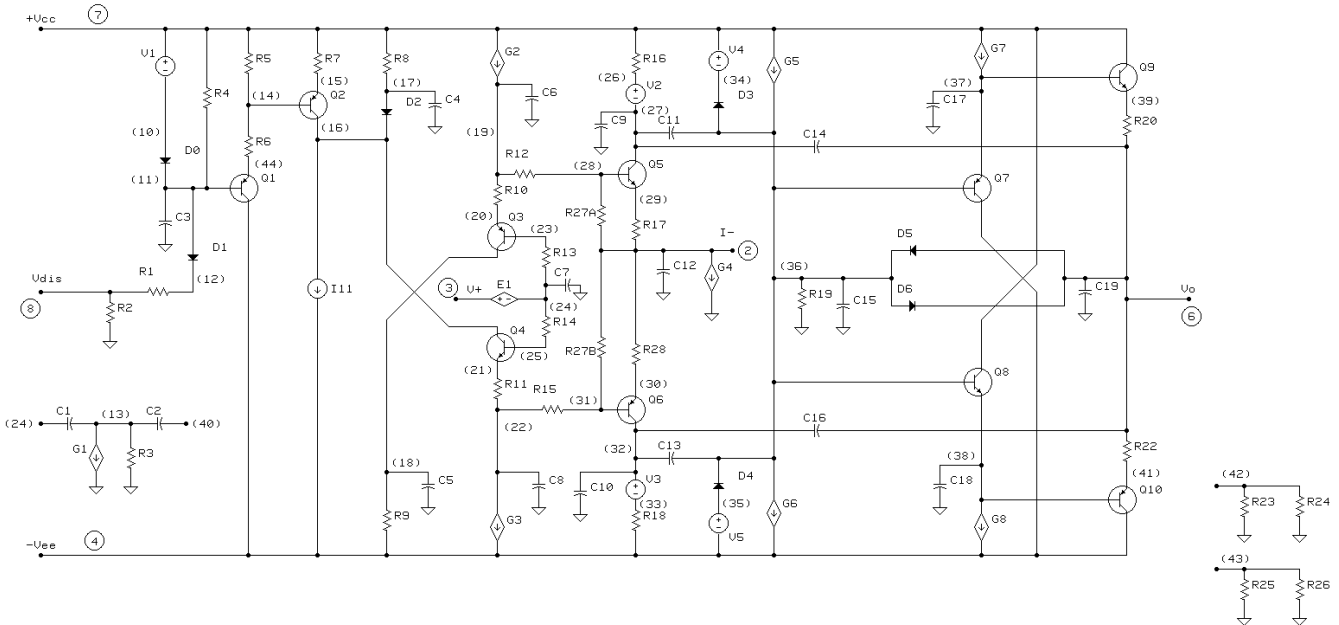 +Vcc
7
V1
R5
R7
R8
G2
R16
V4
G5
G7
Q9
R4
(14)
(15)
Q2
(17)
D2
C4
C6
(26)
V2
(34)
D3
(37)
C17
(39)
R20
(10)
D0
R6
(16)
(19)
C9
(27)
C11
C14
(11)
(44)
Q1
R12
(28)
Q5
Q7
C3
D1
R10
R27A
(29)
R17
(20)
Q3
(23)
I-
2
R13
D5
Vdis
R1
(12)
I11
3
V+
E1
C7
(24)
C12
G4
(36)
R19
C15
D6
C19
Vo
6
8
R2
R14
Q4
(25)
R27B
R28
(21)
(30)
Q8
R11
R15
(31)
Q6
(24)
C1
(13)
C2
(40)
(22)
C16
G1
R3
(32)
C13
R22
(18)
C5
C8
C10
V3
(33)
D4
(35)
(38)
C18
(41)
Q10
(42)
R23
R24
R9
G3
R18
V5
G6
G8
-Vee
4
(43)
R25
R26